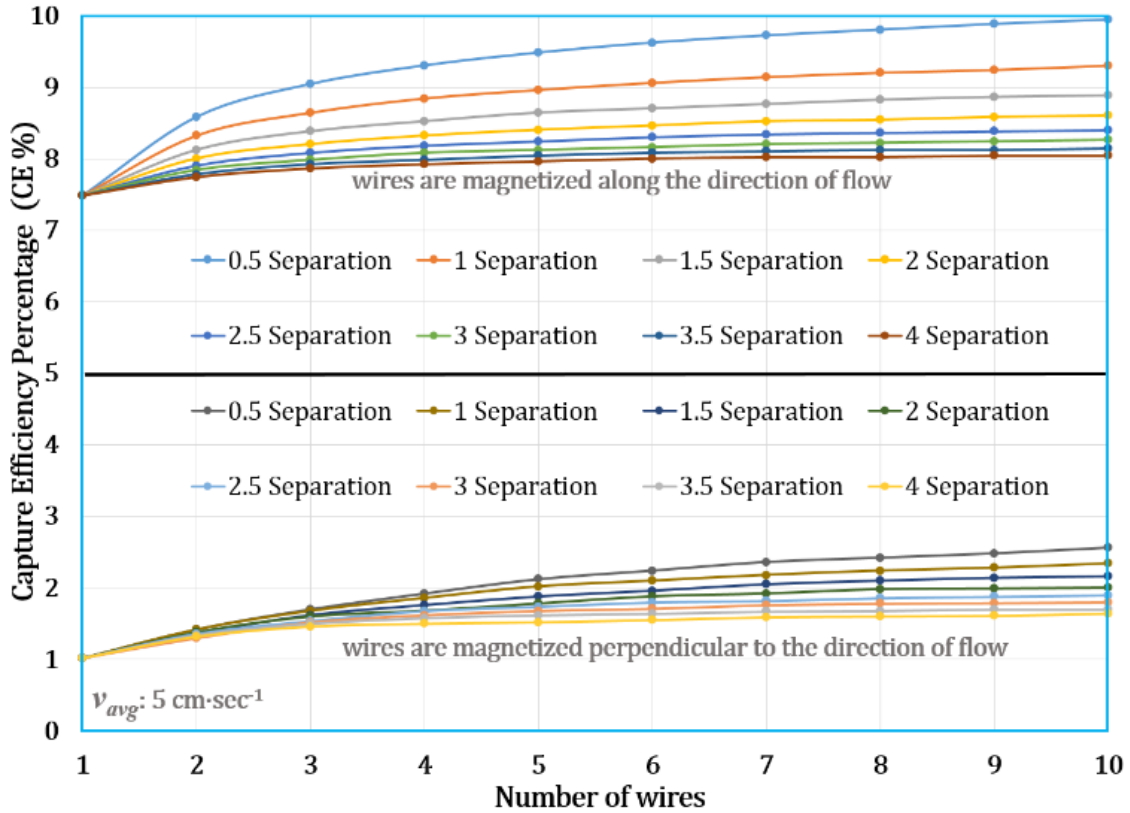 Capture Efficiency Percentage (CE %)
10
9
8
7
6
5
4
3
2
1
0
wires are magnetized along the direction of flow
0.5 Separation 1 Separation 1.5 Separation 2 Separation
2.5 Separation 3 Separation 3.5 Separation 4 Separation
0.5 Separation 1 Separation 1.5 Separation 2 Separation
2.5 Separation 3 Separation 3.5 Separation 4 Separation
wires are magnetized perpendicular to the direction of flow
vavg: 5 cm·sec⁻¹
1 2 3 4 5 6 7 8 9 10
Number of wires